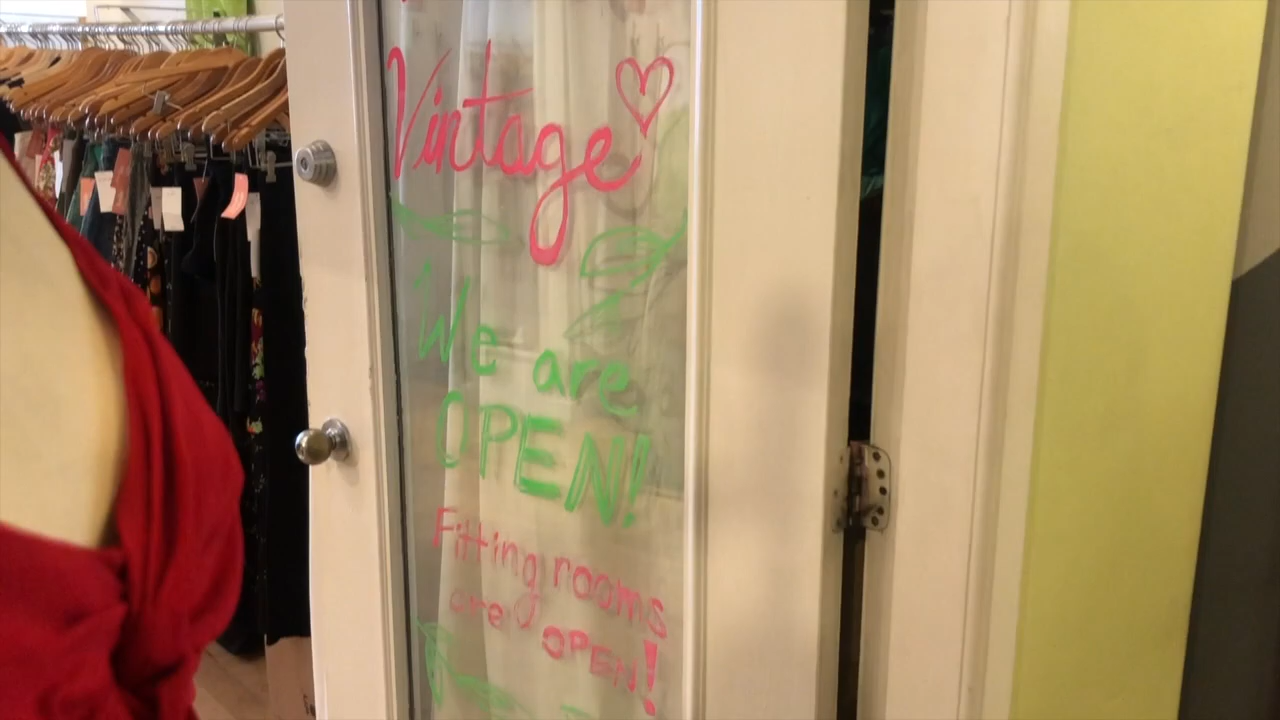 Vintage
We are
OPEN!
Fitting rooms
are OPEN!